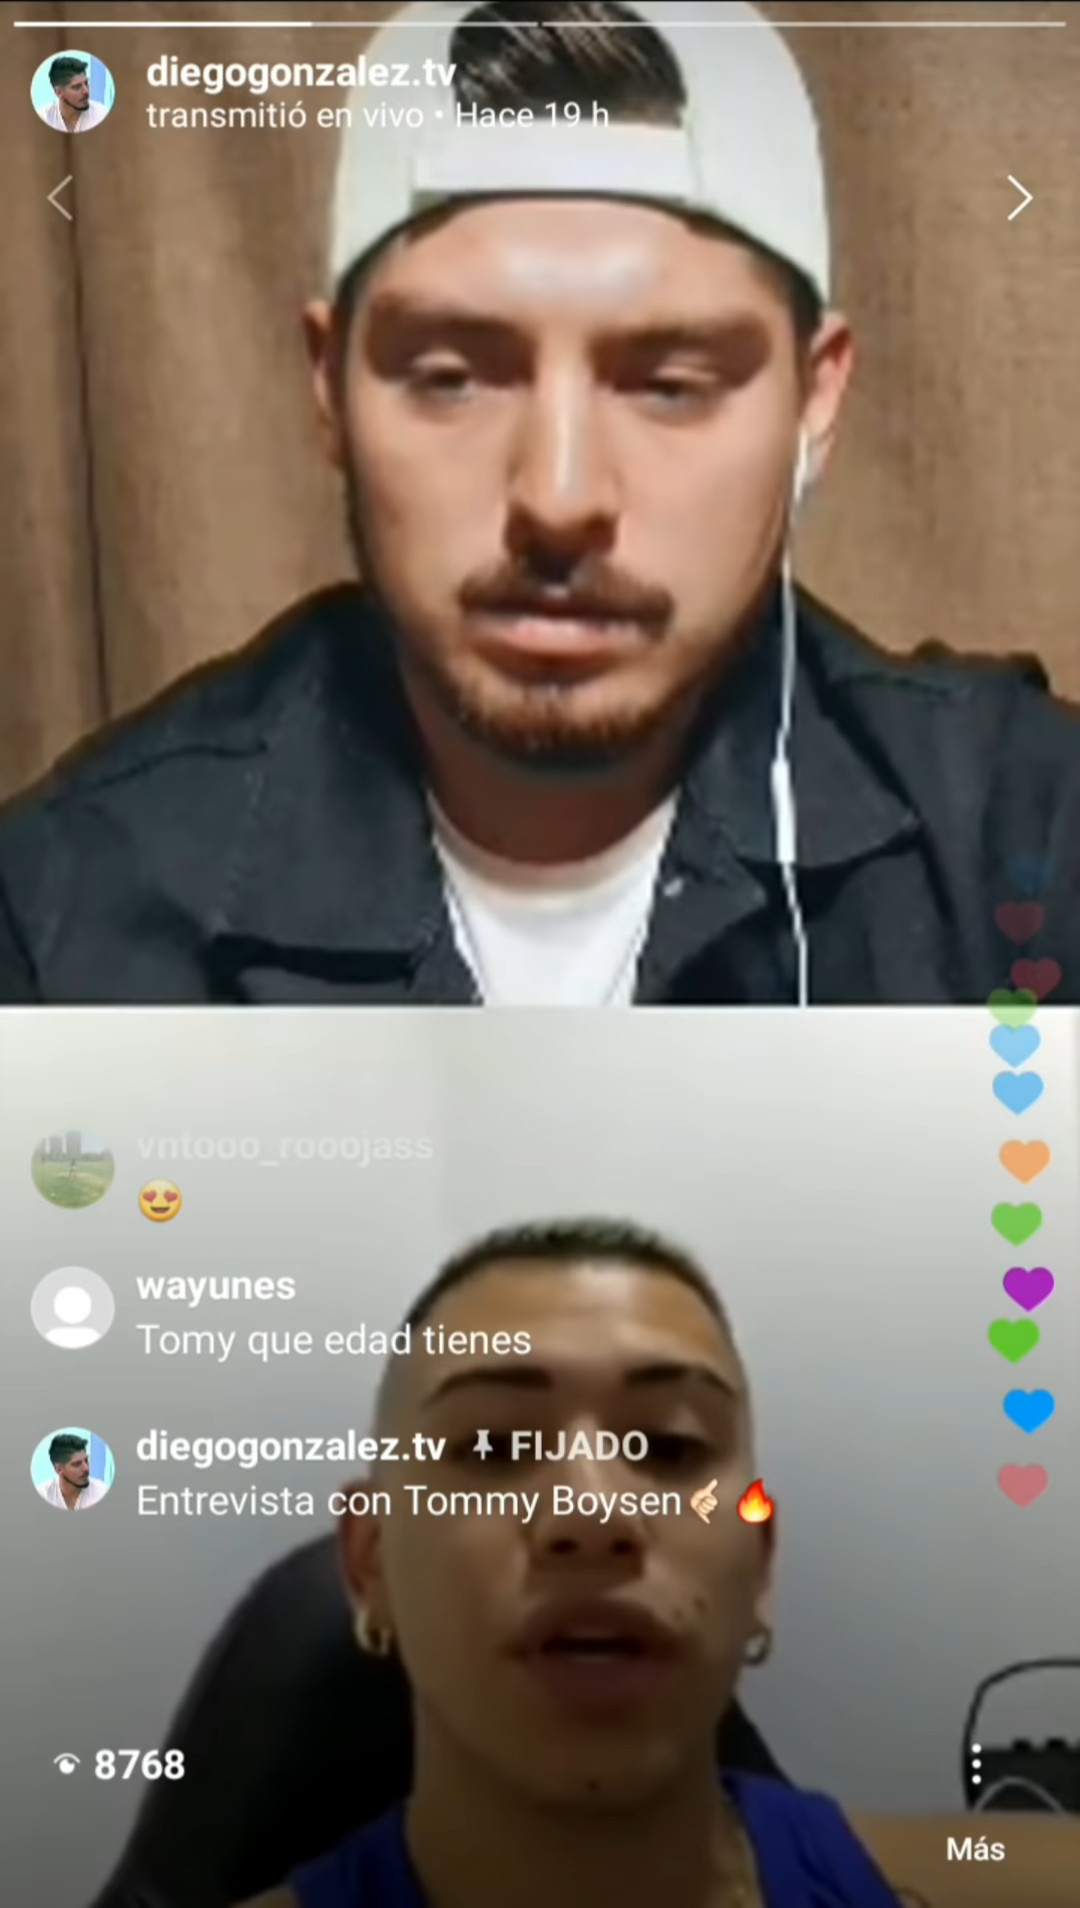 diegogonzalez.tv
transmitió en vivo • Hace 19 h
vntooo_rooojass
😍
wayunes
Tomy que edad tienes
diegogonzalez.tv 📌 FIJADO
Entrevista con Tommy Boysen🤙🏻🔥
8768
Más